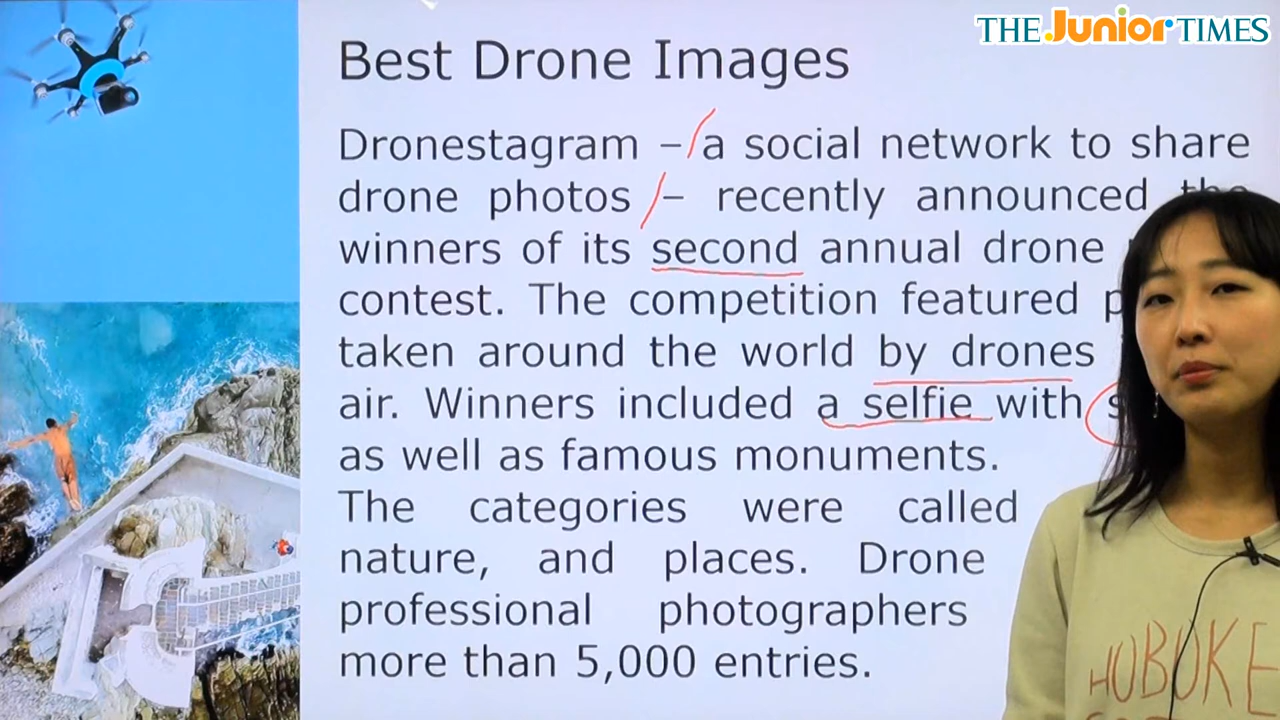 THE Junior TIMES
Best Drone Images
Dronestagram – a social network to share
drone photos – recently announced the
winners of its second annual drone
contest. The competition featured
taken around the world by drones
air. Winners included a selfie with
as well as famous monuments.
The categories were called
nature, and places. Drone
professional photographers
more than 5,000 entries.
HOBOKE